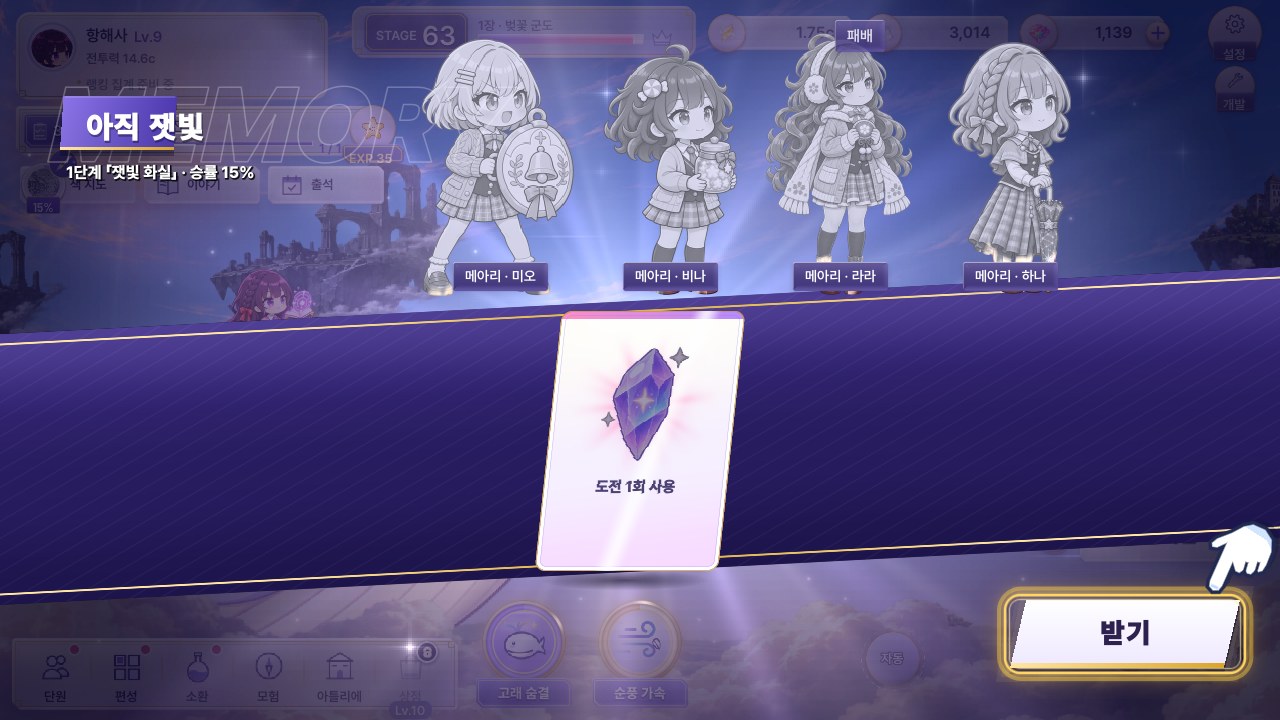 항해사 Lv.9
전투력 14.6c
STAGE 63
1장 · 벚꽃 군도
3,014
1,139
설정
개발
패배
MEMOR
아직 잿빛
1단계 「잿빛 화실」 · 승률 15%
EXP 35
이야기
출석
15%
메아리 · 미오
메아리 · 비나
메아리 · 라라
메아리 · 하나
도전 1회 사용
받기
자동
고래 숨결
순풍 가속
단원
편성
소환
모험
아틀리에
상점
Lv.10